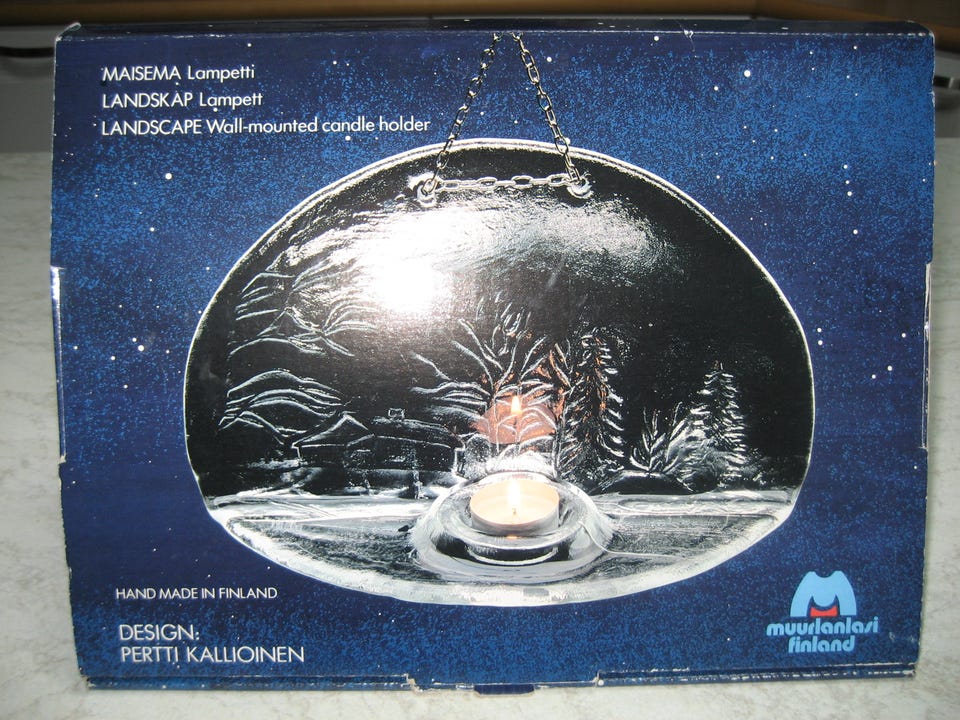 MAISEMA Lampetti
LANDSKAP Lampett
LANDSCAPE Wall-mounted candle holder
HAND MADE IN FINLAND
DESIGN:
PERTTI KALLIOINEN
muurlanlasi
finland